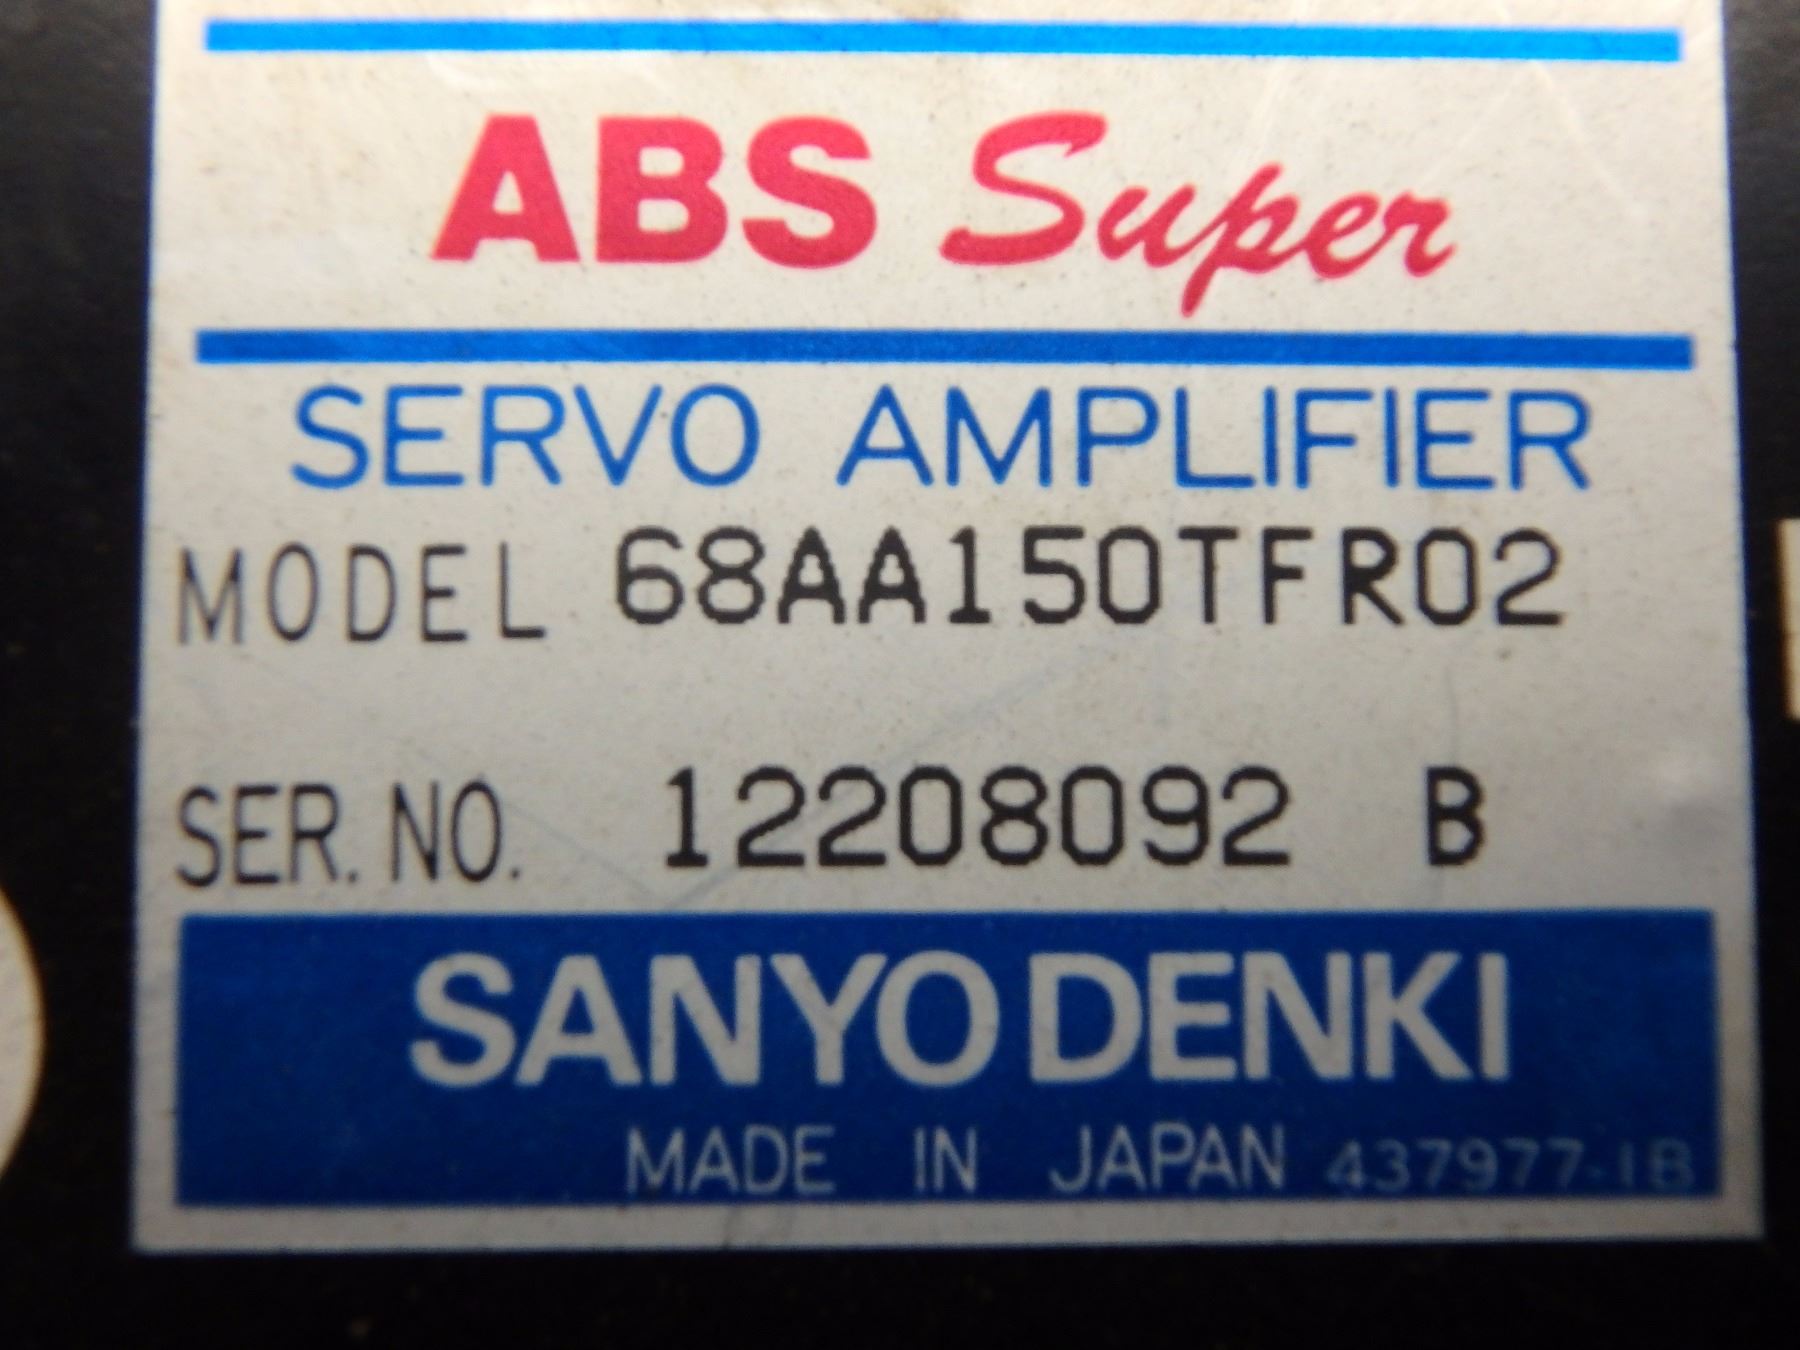 ABS Super
SERVO AMPLIFIER
MODEL 68AA150TFR02
SER. NO. 12208092 B
SANYO DENKI
MADE IN JAPAN 437977-1B